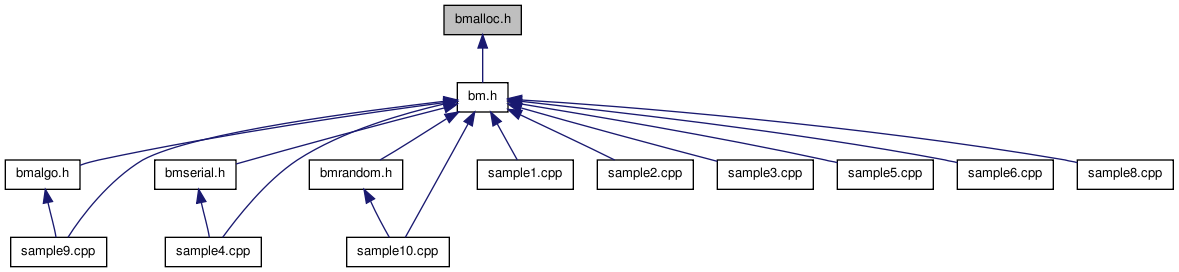 bmalloc.h
bm.h
bmalgo.h
bmserial.h
bmrandom.h
sample1.cpp
sample2.cpp
sample3.cpp
sample5.cpp
sample6.cpp
sample8.cpp
sample9.cpp
sample4.cpp
sample10.cpp